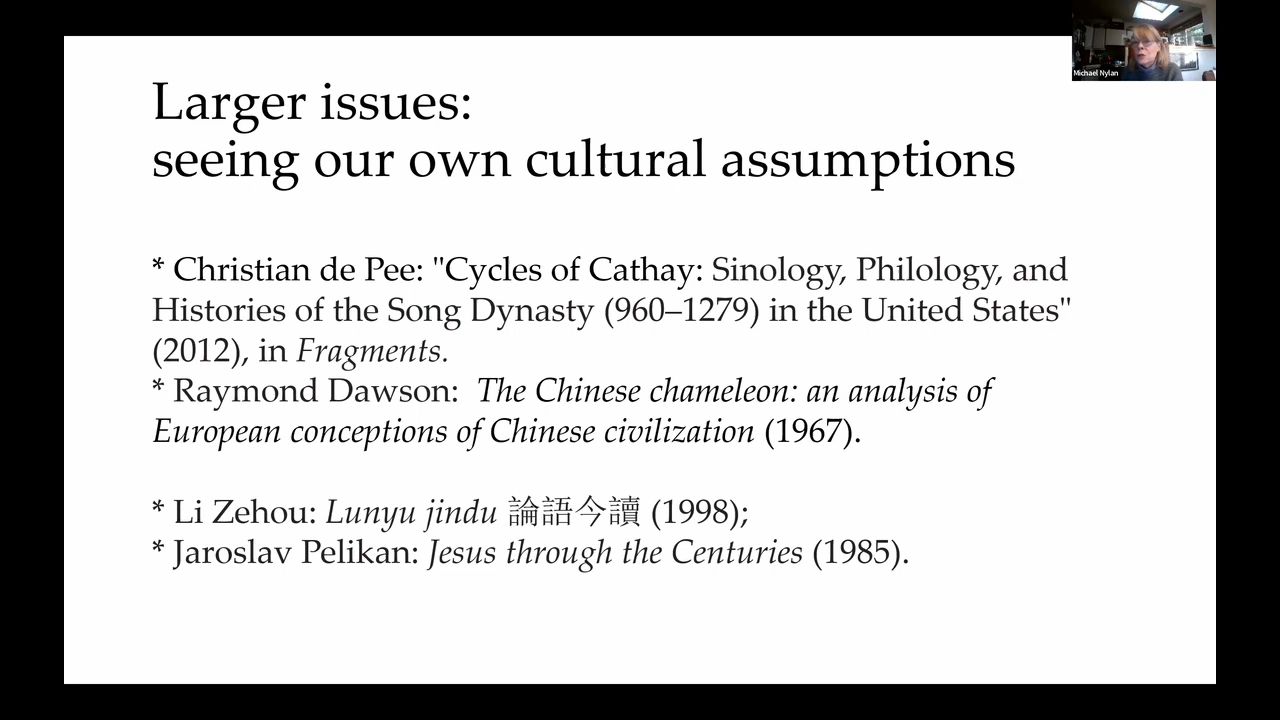 Michael Nylan
Larger issues:
seeing our own cultural assumptions
* Christian de Pee: "Cycles of Cathay: Sinology, Philology, and
Histories of the Song Dynasty (960–1279) in the United States"
(2012), in Fragments.
* Raymond Dawson:  The Chinese chameleon: an analysis of
European conceptions of Chinese civilization (1967).
* Li Zehou: Lunyu jindu 論語今讀 (1998);
* Jaroslav Pelikan: Jesus through the Centuries (1985).